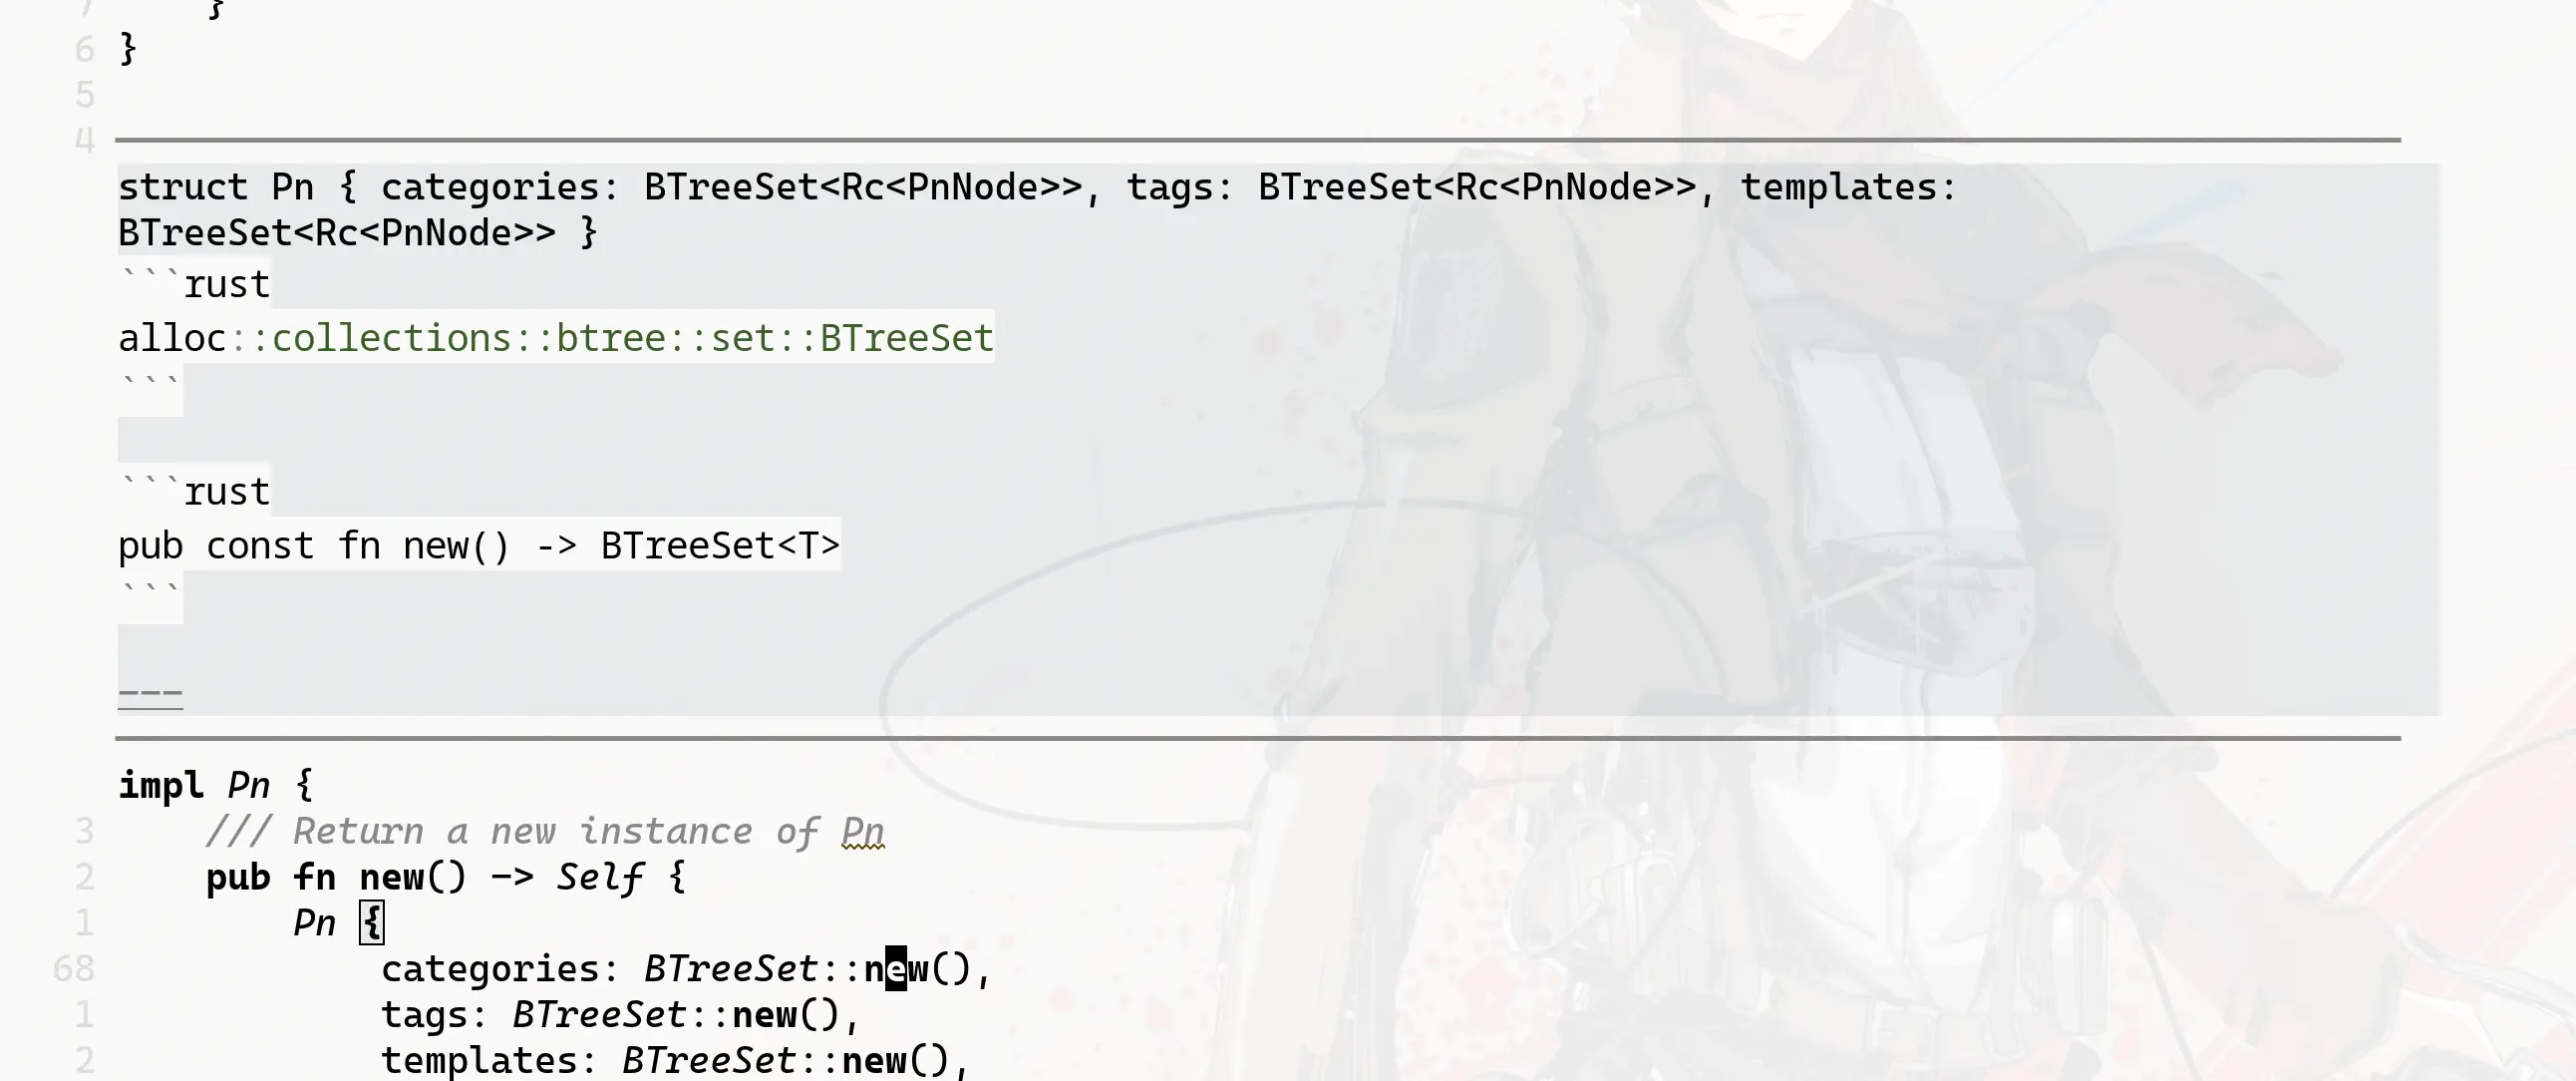 7 }
6 }
5
4
struct Pn { categories: BTreeSet<Rc<PnNode>>, tags: BTreeSet<Rc<PnNode>>, templates:
BTreeSet<Rc<PnNode>> }
```rust
alloc::collections::btree::set::BTreeSet
```
```rust
pub const fn new() -> BTreeSet<T>
```
---
impl Pn {
3 /// Return a new instance of Pn
2 pub fn new() -> Self {
1 Pn {
68 categories: BTreeSet::new(),
1 tags: BTreeSet::new(),
2 templates: BTreeSet::new(),